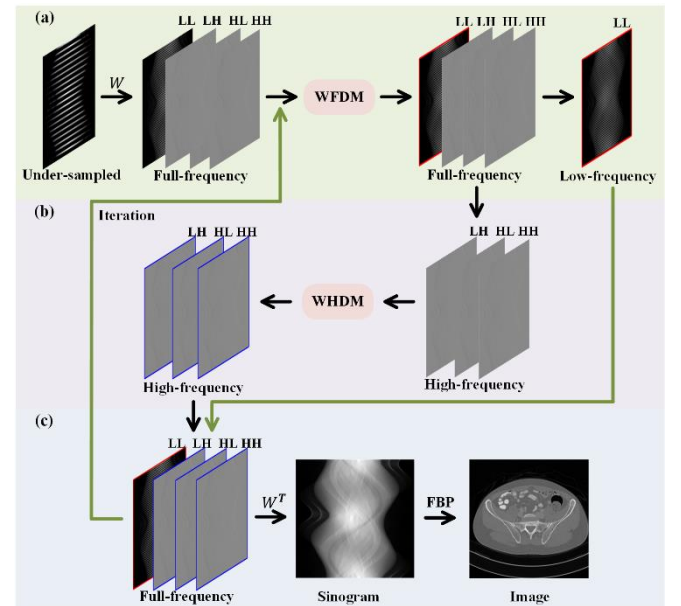 (a)
LL LH HL HH
W
Under-sampled
Full-frequency
WFDM
LL LH HL HH
Full-frequency
LL
Low-frequency
Iteration
(b)
LH HL HH
High-frequency
WHDM
LH HL HH
High-frequency
(c)
LL LH HL HH
Full-frequency
W^T
Sinogram
FBP
Image